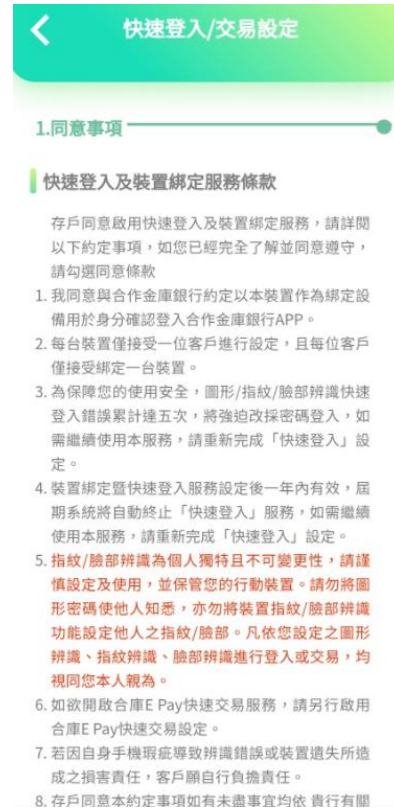 快速登入/交易設定
1.同意事項
快速登入及裝置綁定服務條款
存戶同意啟用快速登入及裝置綁定服務，請詳閱
以下約定事項，如您已經完全了解並同意遵守，
請勾選同意條款
1. 我同意與合作金庫銀行約定以本裝置作為綁定設
備用於身分確認登入合作金庫銀行APP。
2. 每台裝置僅接受一位客戶進行設定，且每位客戶
僅接受綁定一台裝置。
3. 為保障您的使用安全，圖形/指紋/臉部辨識快速
登入錯誤累計達五次，將強迫改採密碼登入，如
需繼續使用本服務，請重新完成「快速登入」設
定。
4. 裝置綁定暨快速登入服務設定後一年內有效，屆
期系統將自動終止「快速登入」服務，如需繼續
使用本服務，請重新完成「快速登入」設定。
5. 指紋/臉部辨識為個人獨特且不可變更性，請謹
慎設定及使用，並保管您的行動裝置。請勿將圖
形密碼使他人知悉，亦勿將裝置指紋/臉部辨識
功能設定他人之指紋/臉部。凡依您設定之圖形
辨識、指紋辨識、臉部辨識進行登入或交易，均
視同您本人親為。
6. 如欲開啟合庫E Pay快速交易服務，請另行啟用
合庫E Pay快速交易設定。
7. 若因自身手機瑕疵導致辨識錯誤或裝置遺失所造
成之損害責任，客戶願自行負擔責任。
8. 存戶同意本約定事項如有未盡事宜均依 貴行有關